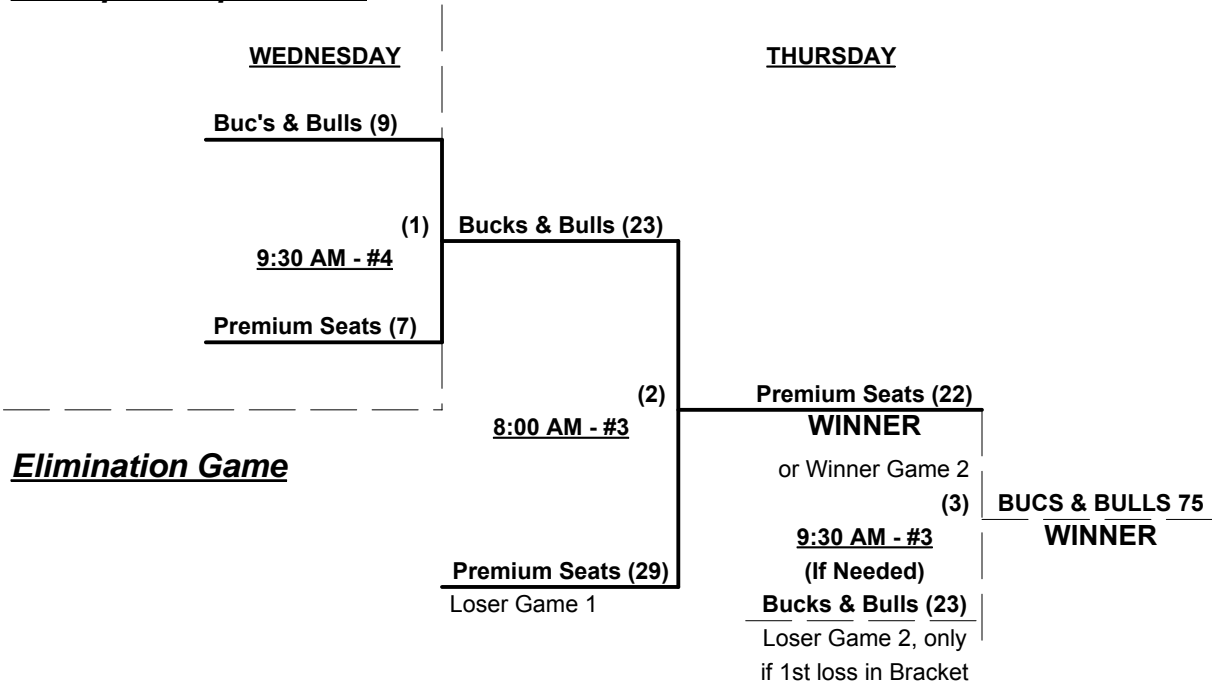 WEDNESDAY
THURSDAY
Buc's & Bulls (9)
(1)
Bucks & Bulls (23)
9:30 AM - #4
Premium Seats (7)
(2)
Premium Seats (22)
8:00 AM - #3
WINNER
Elimination Game
or Winner Game 2
(3)
BUCS & BULLS 75
9:30 AM - #3
WINNER
(If Needed)
Premium Seats (29)
Loser Game 1
Bucks & Bulls (23)
Loser Game 2, only
if 1st loss in Bracket